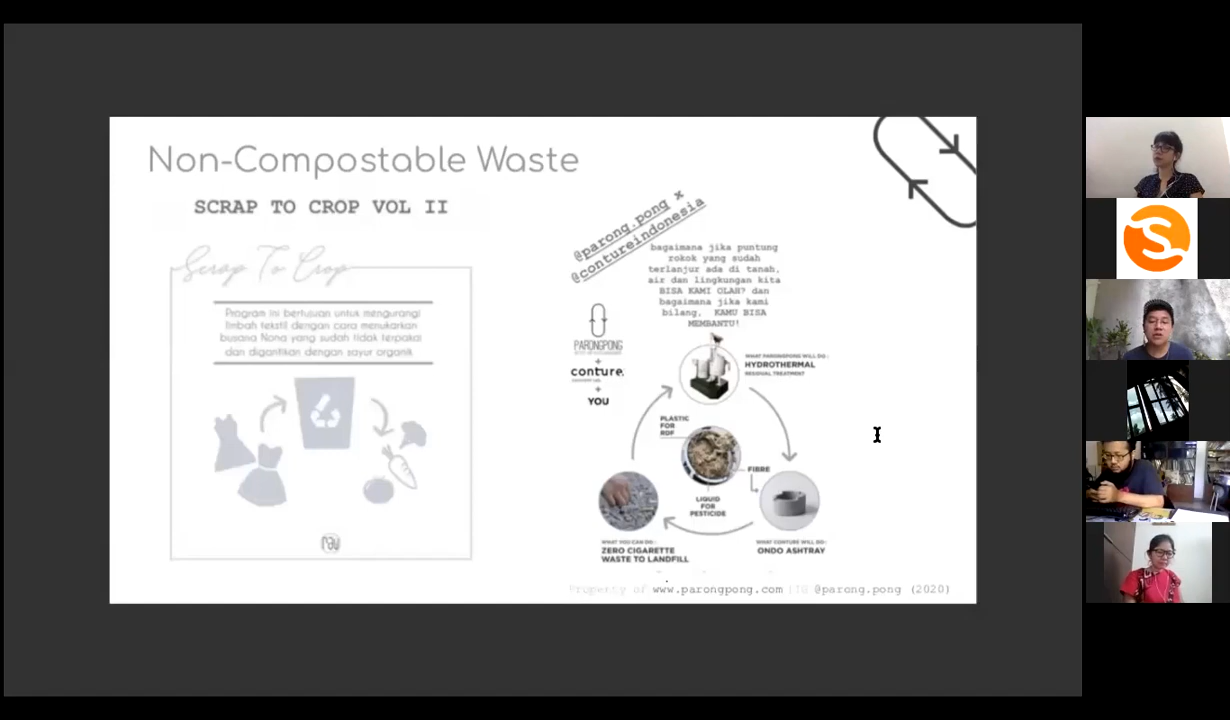 Non-Compostable Waste
SCRAP TO CROP VOL II
Scrap To Crop
Program ini bertujuan untuk mengurangi
limbah tekstil dengan cara menukarkan
busana Nona yang sudah tidak terpakai
dan digantikan dengan sayur organik
@parong.pong x
@contureindonesia
bagaimana jika puntung
rokok yang sudah
terlanjur ada di tanah,
air dan lingkungan kita
BISA KAMI OLAH? dan
bagaimana jika kami
bilang, KAMU BISA
MEMBANTU!
PARONGPONG
+
conture.
+
YOU
WHAT PARONGPONG WILL DO :
HYDROTHERMAL
RESIDUAL TREATMENT
PLASTIC
FOR
RDF
FIBRE
LIQUID
FOR
PESTICIDE
WHAT YOU CAN DO :
ZERO CIGARETTE
WASTE TO LANDFILL
WHAT CONTURE WILL DO :
ONDO ASHTRAY
Property of www.parongpong.com |IG @parong.pong (2020)